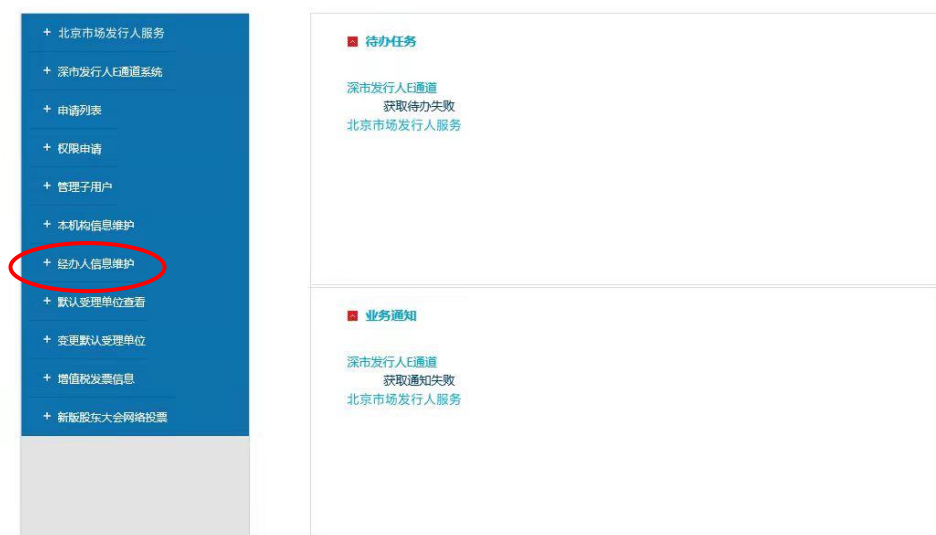 + 北京市场发行人服务
+ 深市发行人E通道系统
+ 申请列表
+ 权限申请
+ 管理子用户
+ 本机构信息维护
+ 经办人信息维护
+ 默认受理单位查看
+ 变更默认受理单位
+ 增值税发票信息
+ 新版股东大会网络投票
待办任务
深市发行人E通道
获取待办失败
北京市场发行人服务
业务通知
深市发行人E通道
获取通知失败
北京市场发行人服务